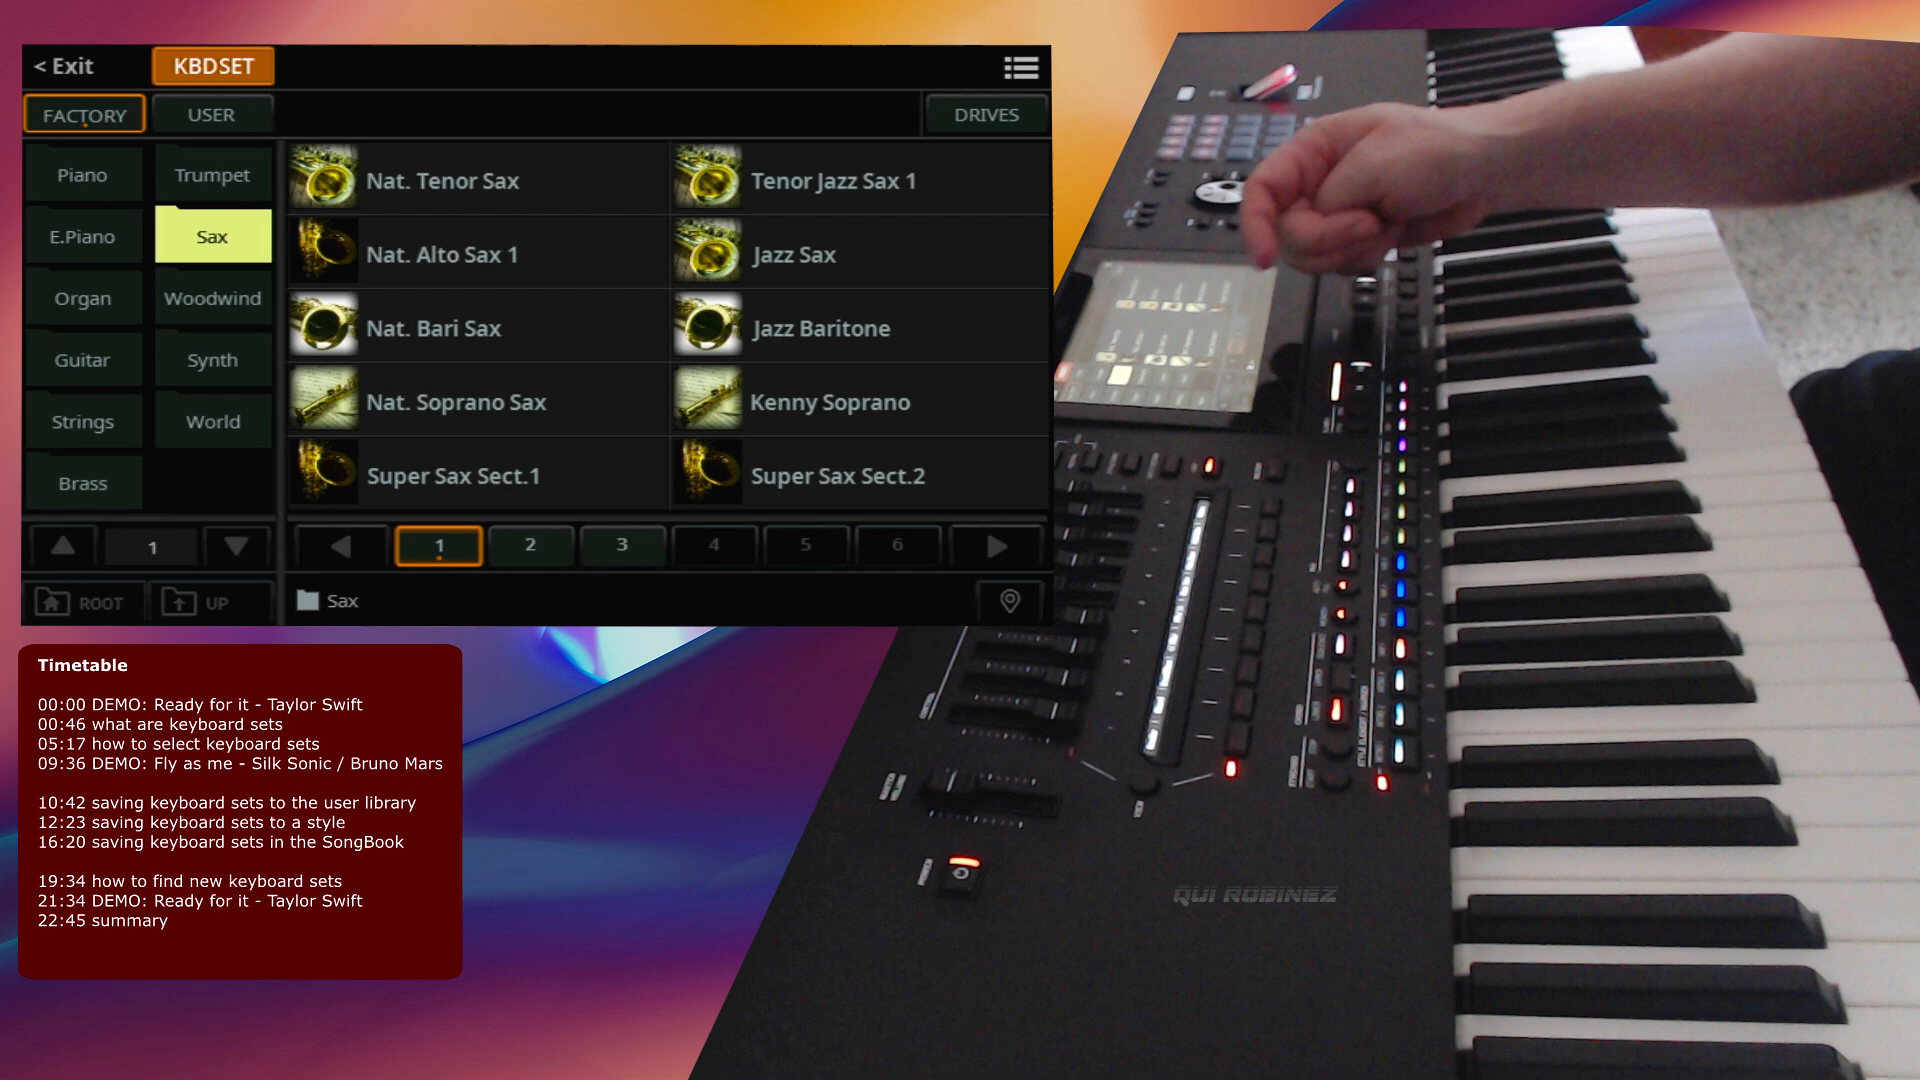 < Exit
KBDSET
FACTORY
USER
DRIVES
Piano
Trumpet
E.Piano
Sax
Organ
Woodwind
Guitar
Synth
Strings
World
Brass
Nat. Tenor Sax
Tenor Jazz Sax 1
Nat. Alto Sax 1
Jazz Sax
Nat. Bari Sax
Jazz Baritone
Nat. Soprano Sax
Kenny Soprano
Super Sax Sect.1
Super Sax Sect.2
1
1 2 3 4 5 6
ROOT
UP
Sax
Timetable
00:00 DEMO: Ready for it - Taylor Swift
00:46 what are keyboard sets
05:17 how to select keyboard sets
09:36 DEMO: Fly as me - Silk Sonic / Bruno Mars
10:42 saving keyboard sets to the user library
12:23 saving keyboard sets to a style
16:20 saving keyboard sets in the SongBook
19:34 how to find new keyboard sets
21:34 DEMO: Ready for it - Taylor Swift
22:45 summary
QUI ROBINEZ